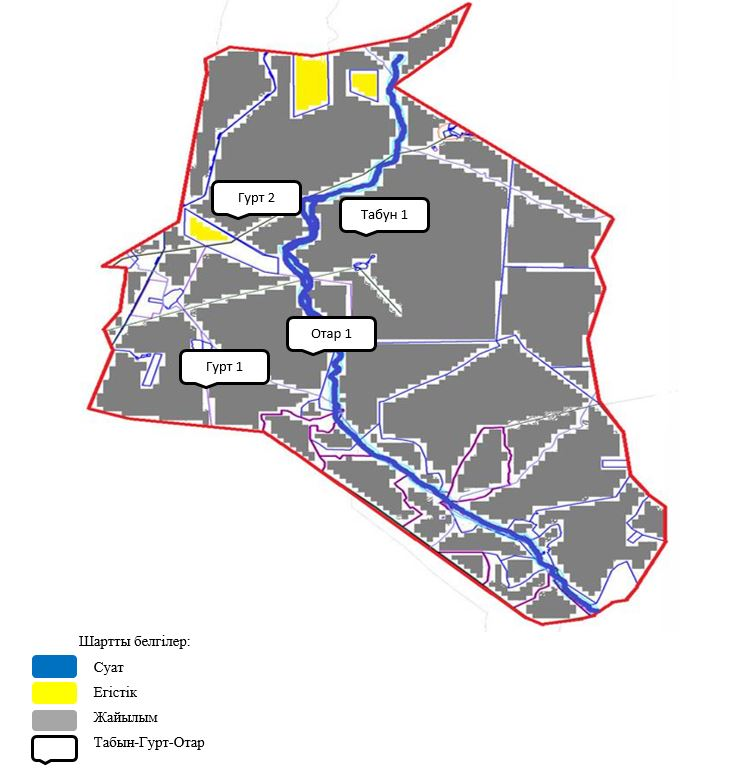 Гурт 2
Табун 1
Отар 1
Гурт 1
Шартты белгілер:
Суат
Егістік
Жайылым
Табын-Гурт-Отар